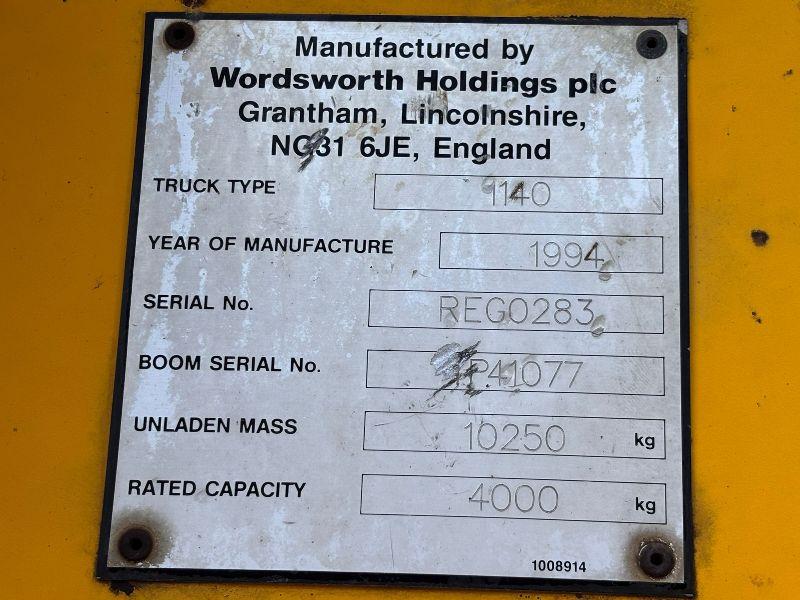 Manufactured by
Wordsworth Holdings plc
Grantham, Lincolnshire,
NG31 6JE, England
TRUCK TYPE 1140
YEAR OF MANUFACTURE 1994
SERIAL No. REGO283
BOOM SERIAL No.
UNLADEN MASS 10250 kg
RATED CAPACITY 4000 kg
1008914